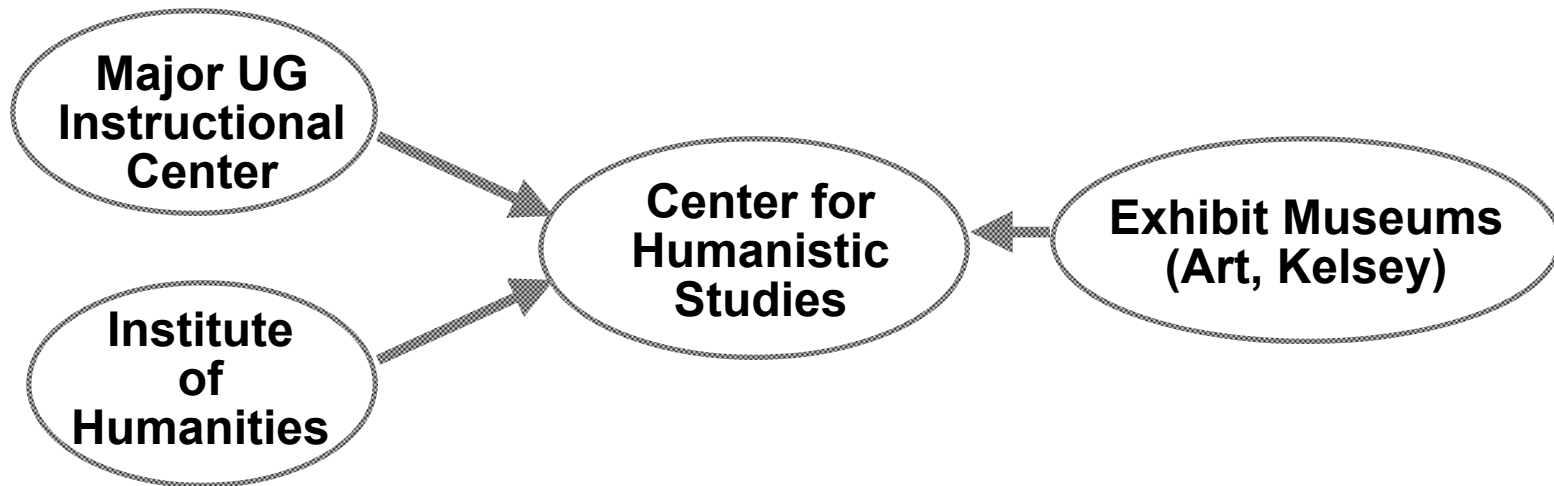 Major UG
Instructional
Center
Institute
of
Humanities
Center for
Humanistic
Studies
Exhibit Museums
(Art, Kelsey)